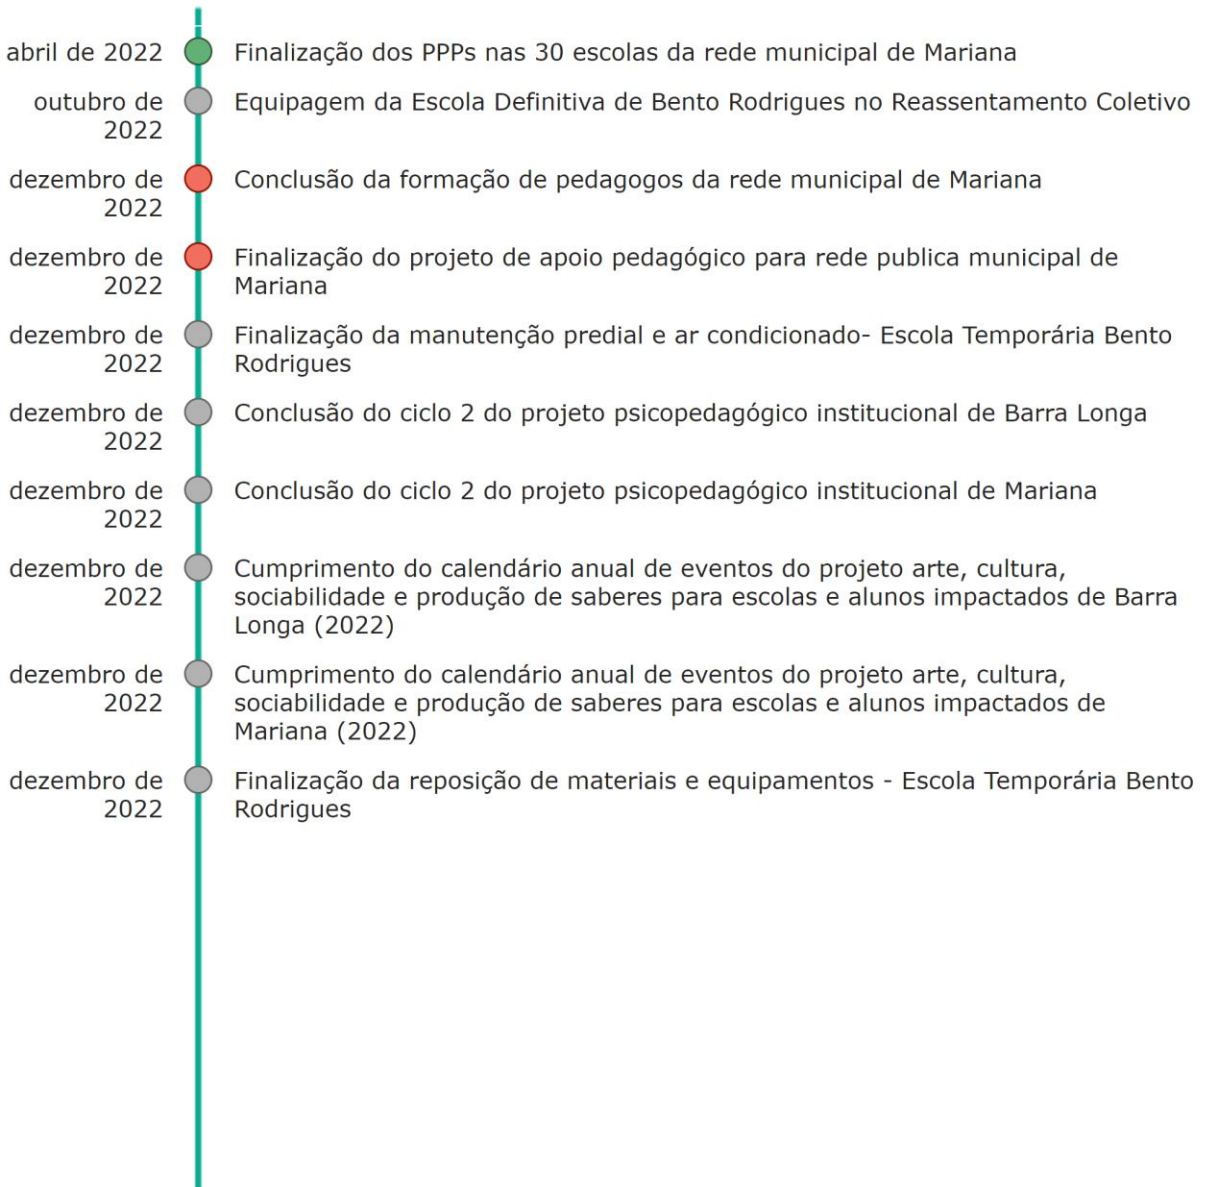 abril de 2022 Finalização dos PPPs nas 30 escolas da rede municipal de Mariana
outubro de Equipagem da Escola Definitiva de Bento Rodrigues no Reassentamento Coletivo
2022
dezembro de Conclusão da formação de pedagogos da rede municipal de Mariana
2022
dezembro de Finalização do projeto de apoio pedagógico para rede publica municipal de
2022 Mariana
dezembro de Finalização da manutenção predial e ar condicionado- Escola Temporária Bento
2022 Rodrigues
dezembro de Conclusão do ciclo 2 do projeto psicopedagógico institucional de Barra Longa
2022
dezembro de Conclusão do ciclo 2 do projeto psicopedagógico institucional de Mariana
2022
dezembro de Cumprimento do calendário anual de eventos do projeto arte, cultura,
2022 sociabilidade e produção de saberes para escolas e alunos impactados de Barra
Longa (2022)
dezembro de Cumprimento do calendário anual de eventos do projeto arte, cultura,
2022 sociabilidade e produção de saberes para escolas e alunos impactados de
Mariana (2022)
dezembro de Finalização da reposição de materiais e equipamentos - Escola Temporária Bento
2022 Rodrigues